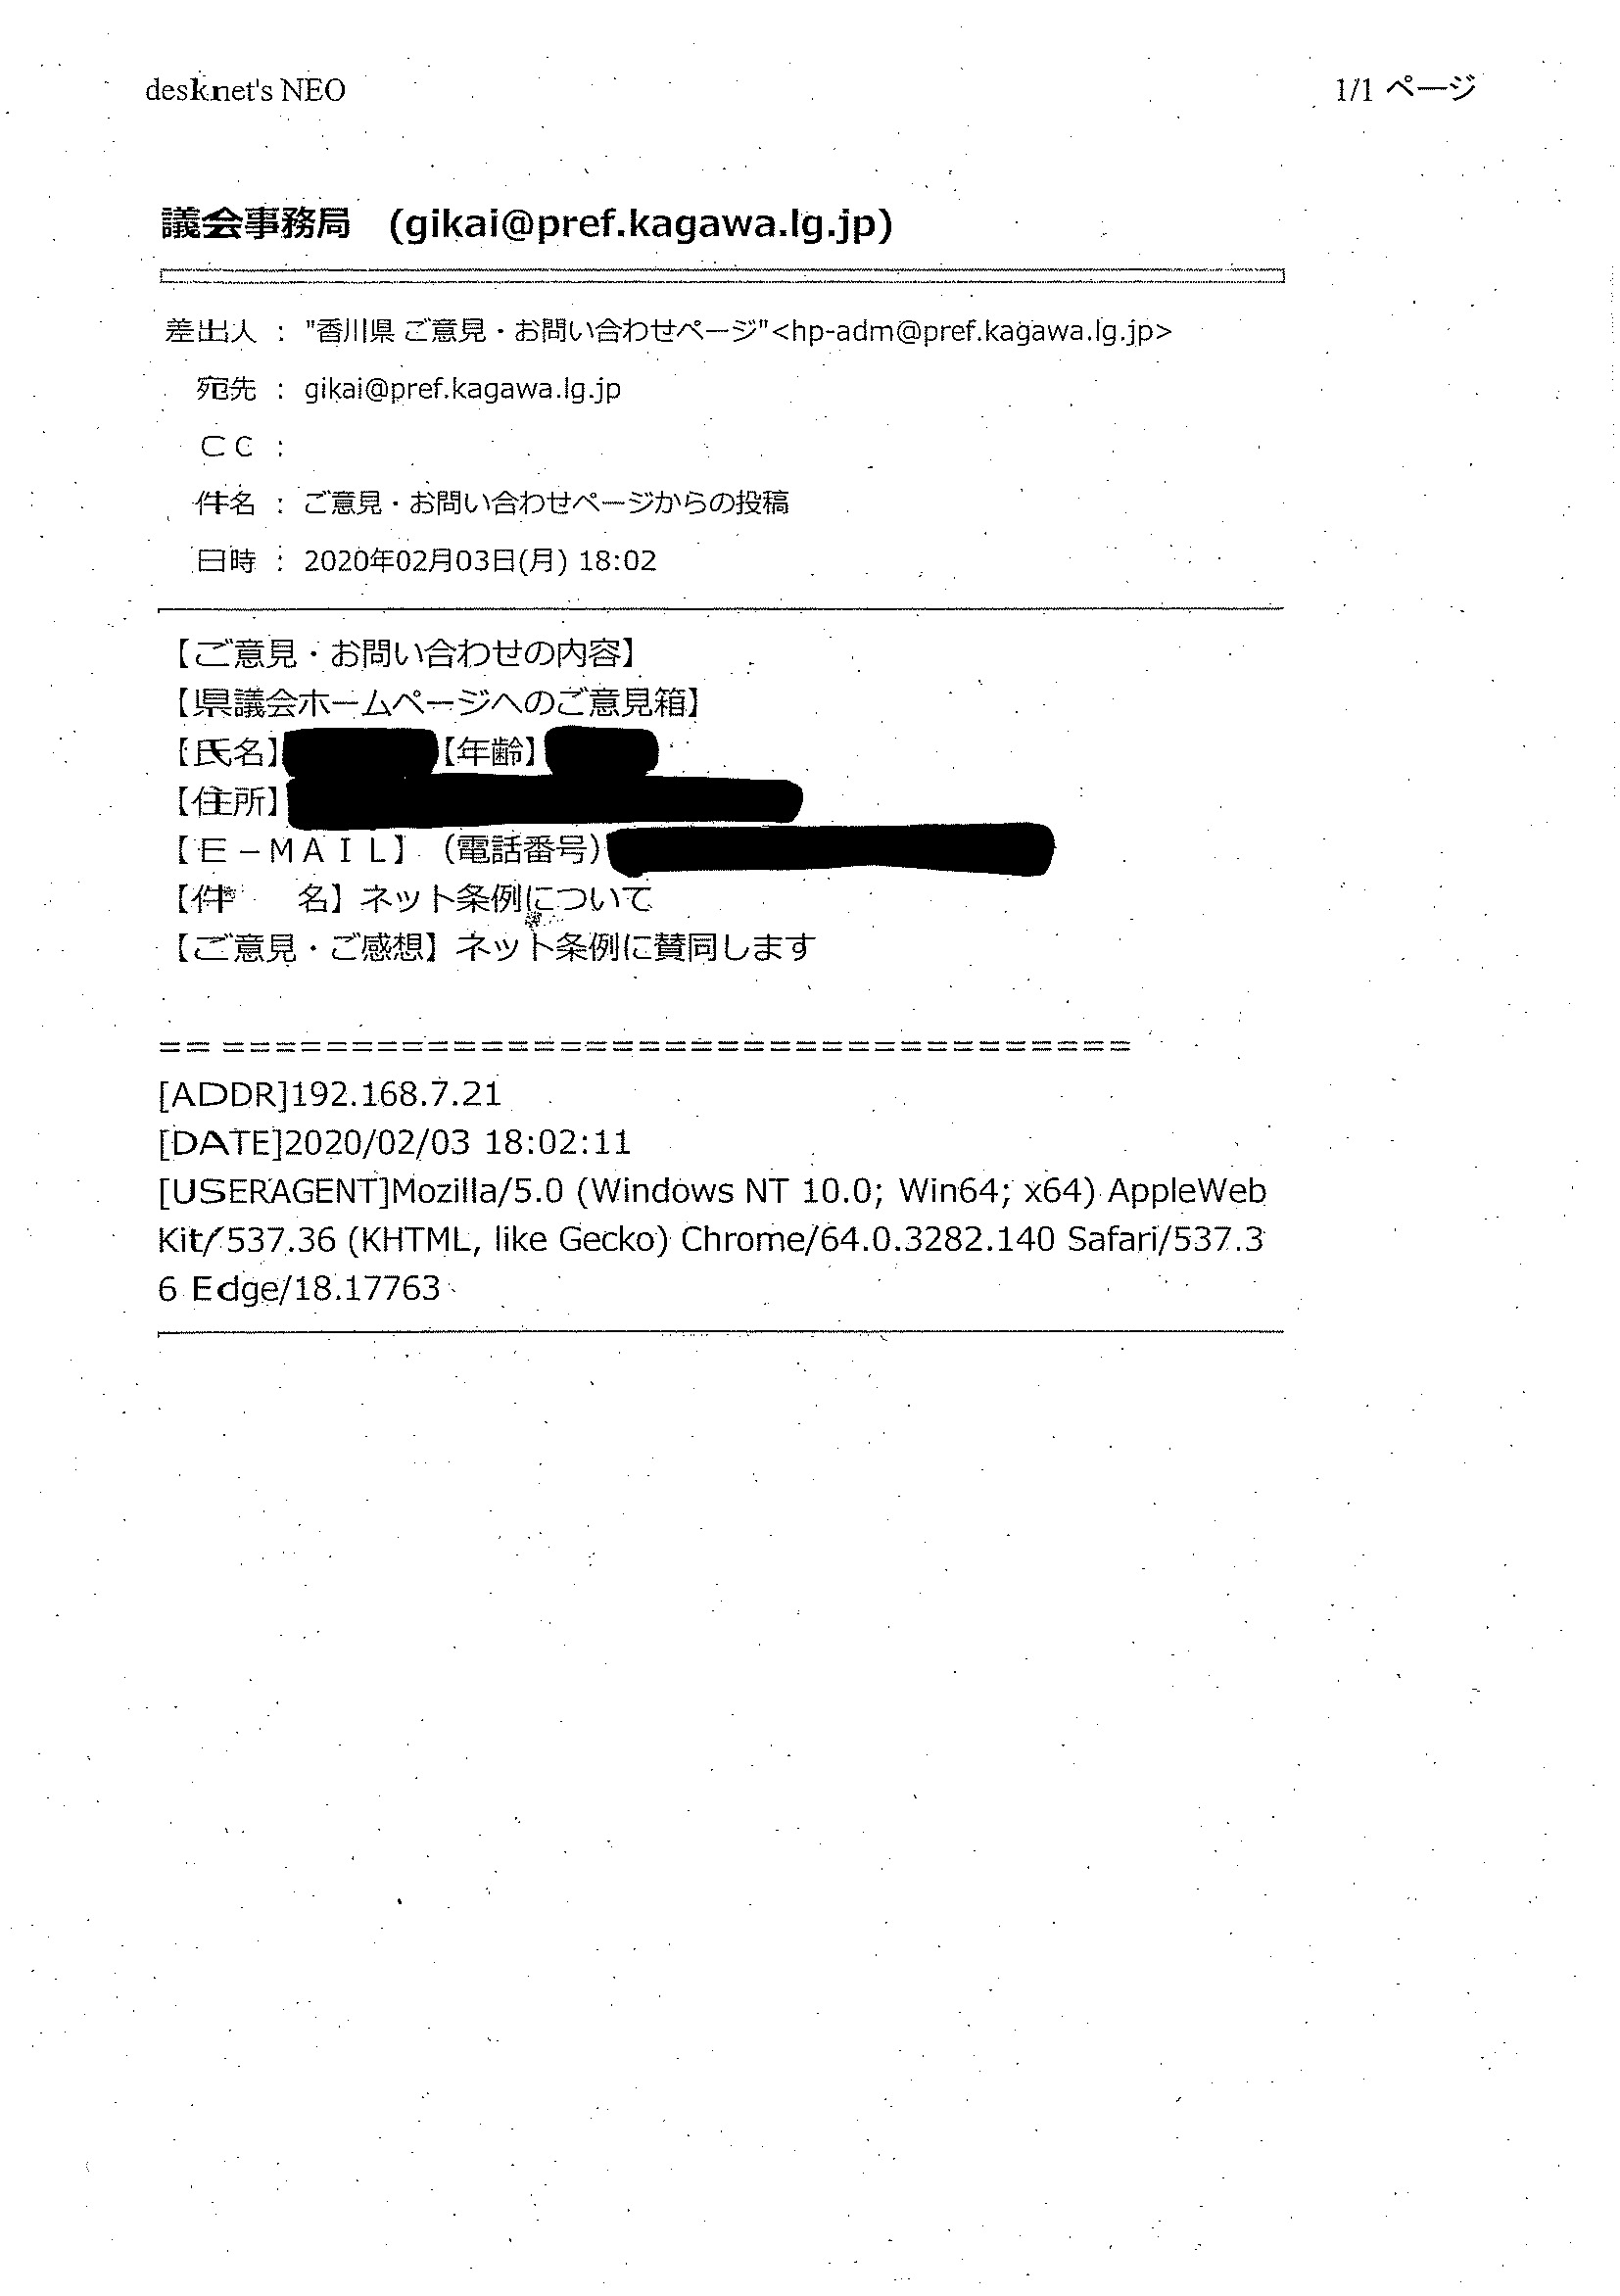 desknet's NEO
1/1 ページ
議会事務局 (gikai@pref.kagawa.lg.jp)
差出人 : "香川県 ご意見・お問い合わせページ"<hp-adm@pref.kagawa.lg.jp>
宛先 : gikai@pref.kagawa.lg.jp
CC :
件名 : ご意見・お問い合わせページからの投稿
日時 : 2020年02月03日(月) 18:02
【ご意見・お問い合わせの内容】
【県議会ホームページへのご意見箱】
【氏名】【年齢】
【住所】
【E-MAIL】(電話番号)
【件 名】ネット条例について
【ご意見・ご感想】ネット条例に賛同します
=====================================
[ADDR]192.168.7.21
[DATE]2020/02/03 18:02:11
[USERAGENT]Mozilla/5.0 (Windows NT 10.0; Win64; x64) AppleWeb
Kit/537.36 (KHTML, like Gecko) Chrome/64.0.3282.140 Safari/537.3
6 Edge/18.17763